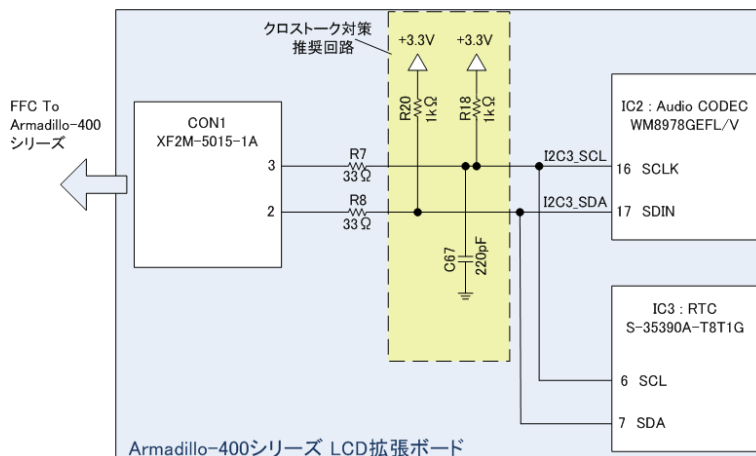 クロストーク対策
推奨回路
+3.3V
+3.3V
R20
1kΩ
R18
1kΩ
FFC To
Armadillo-400
シリーズ
CON1
XF2M-5015-1A
3
2
R7
33Ω
R8
33Ω
C67
220pF
I2C3_SCL
I2C3_SDA
IC2 : Audio CODEC
WM8978GEFL/V
16 SCLK
17 SDIN
IC3 : RTC
S-35390A-T8T1G
6 SCL
7 SDA
Armadillo-400シリーズ LCD拡張ボード